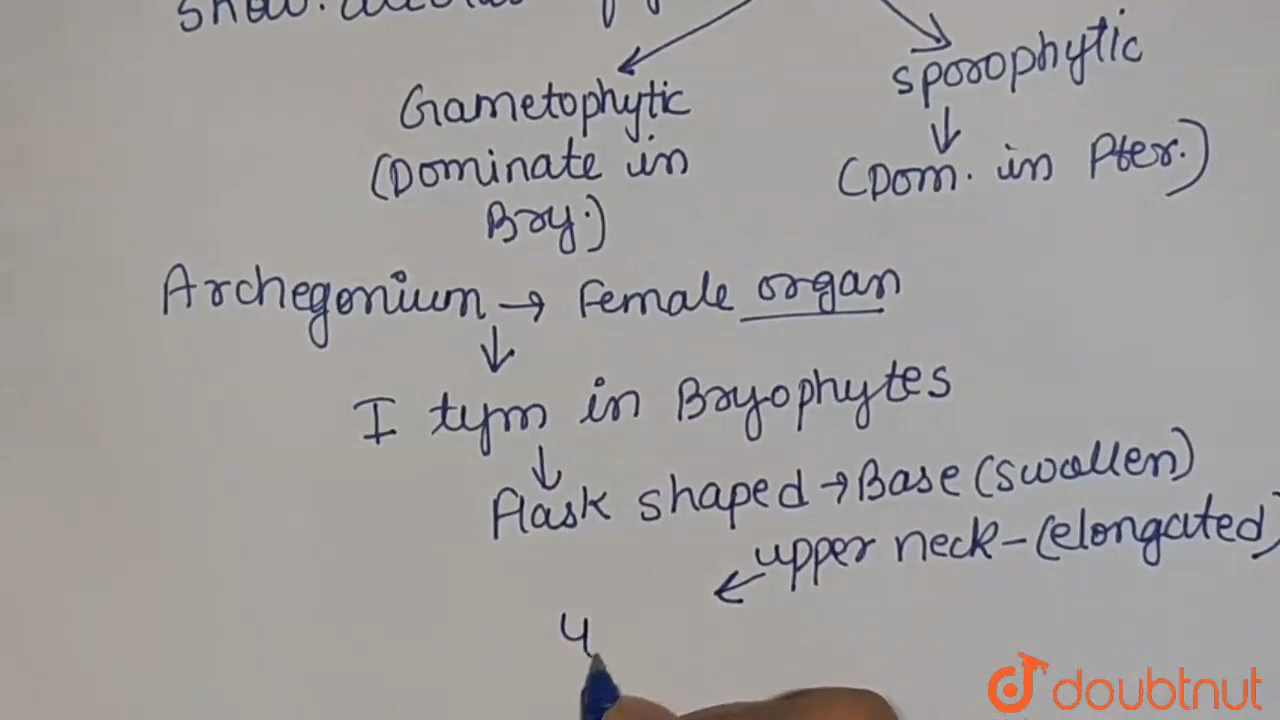 show.
Gametophytic
sporophytic
(Dominate in
Bry.)
(Dom. in Pter.)
Archegonium → Female organ
I tym in Bryophytes
Flask shaped → Base (swollen)
upper neck - (elongated)
4
doubtnut